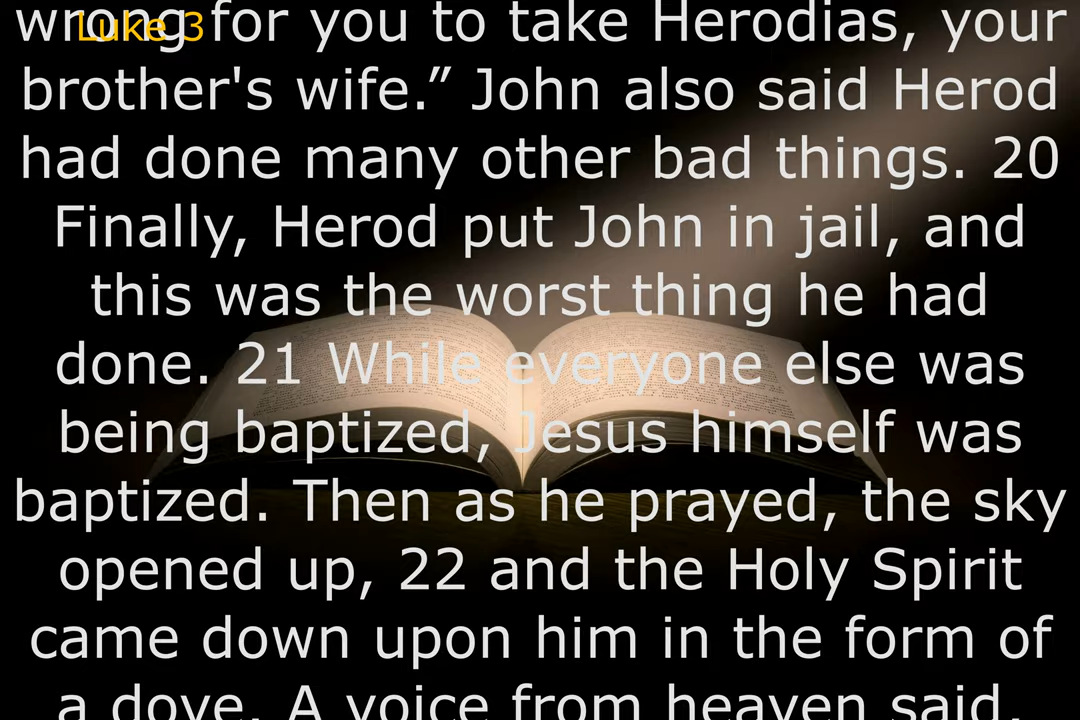 wrong for you to take Herodias, your
Luke 3
brother's wife.” John also said Herod
had done many other bad things. 20
Finally, Herod put John in jail, and
this was the worst thing he had
done. 21 While everyone else was
being baptized, Jesus himself was
baptized. Then as he prayed, the sky
opened up, 22 and the Holy Spirit
came down upon him in the form of
a dove. A voice from heaven said,